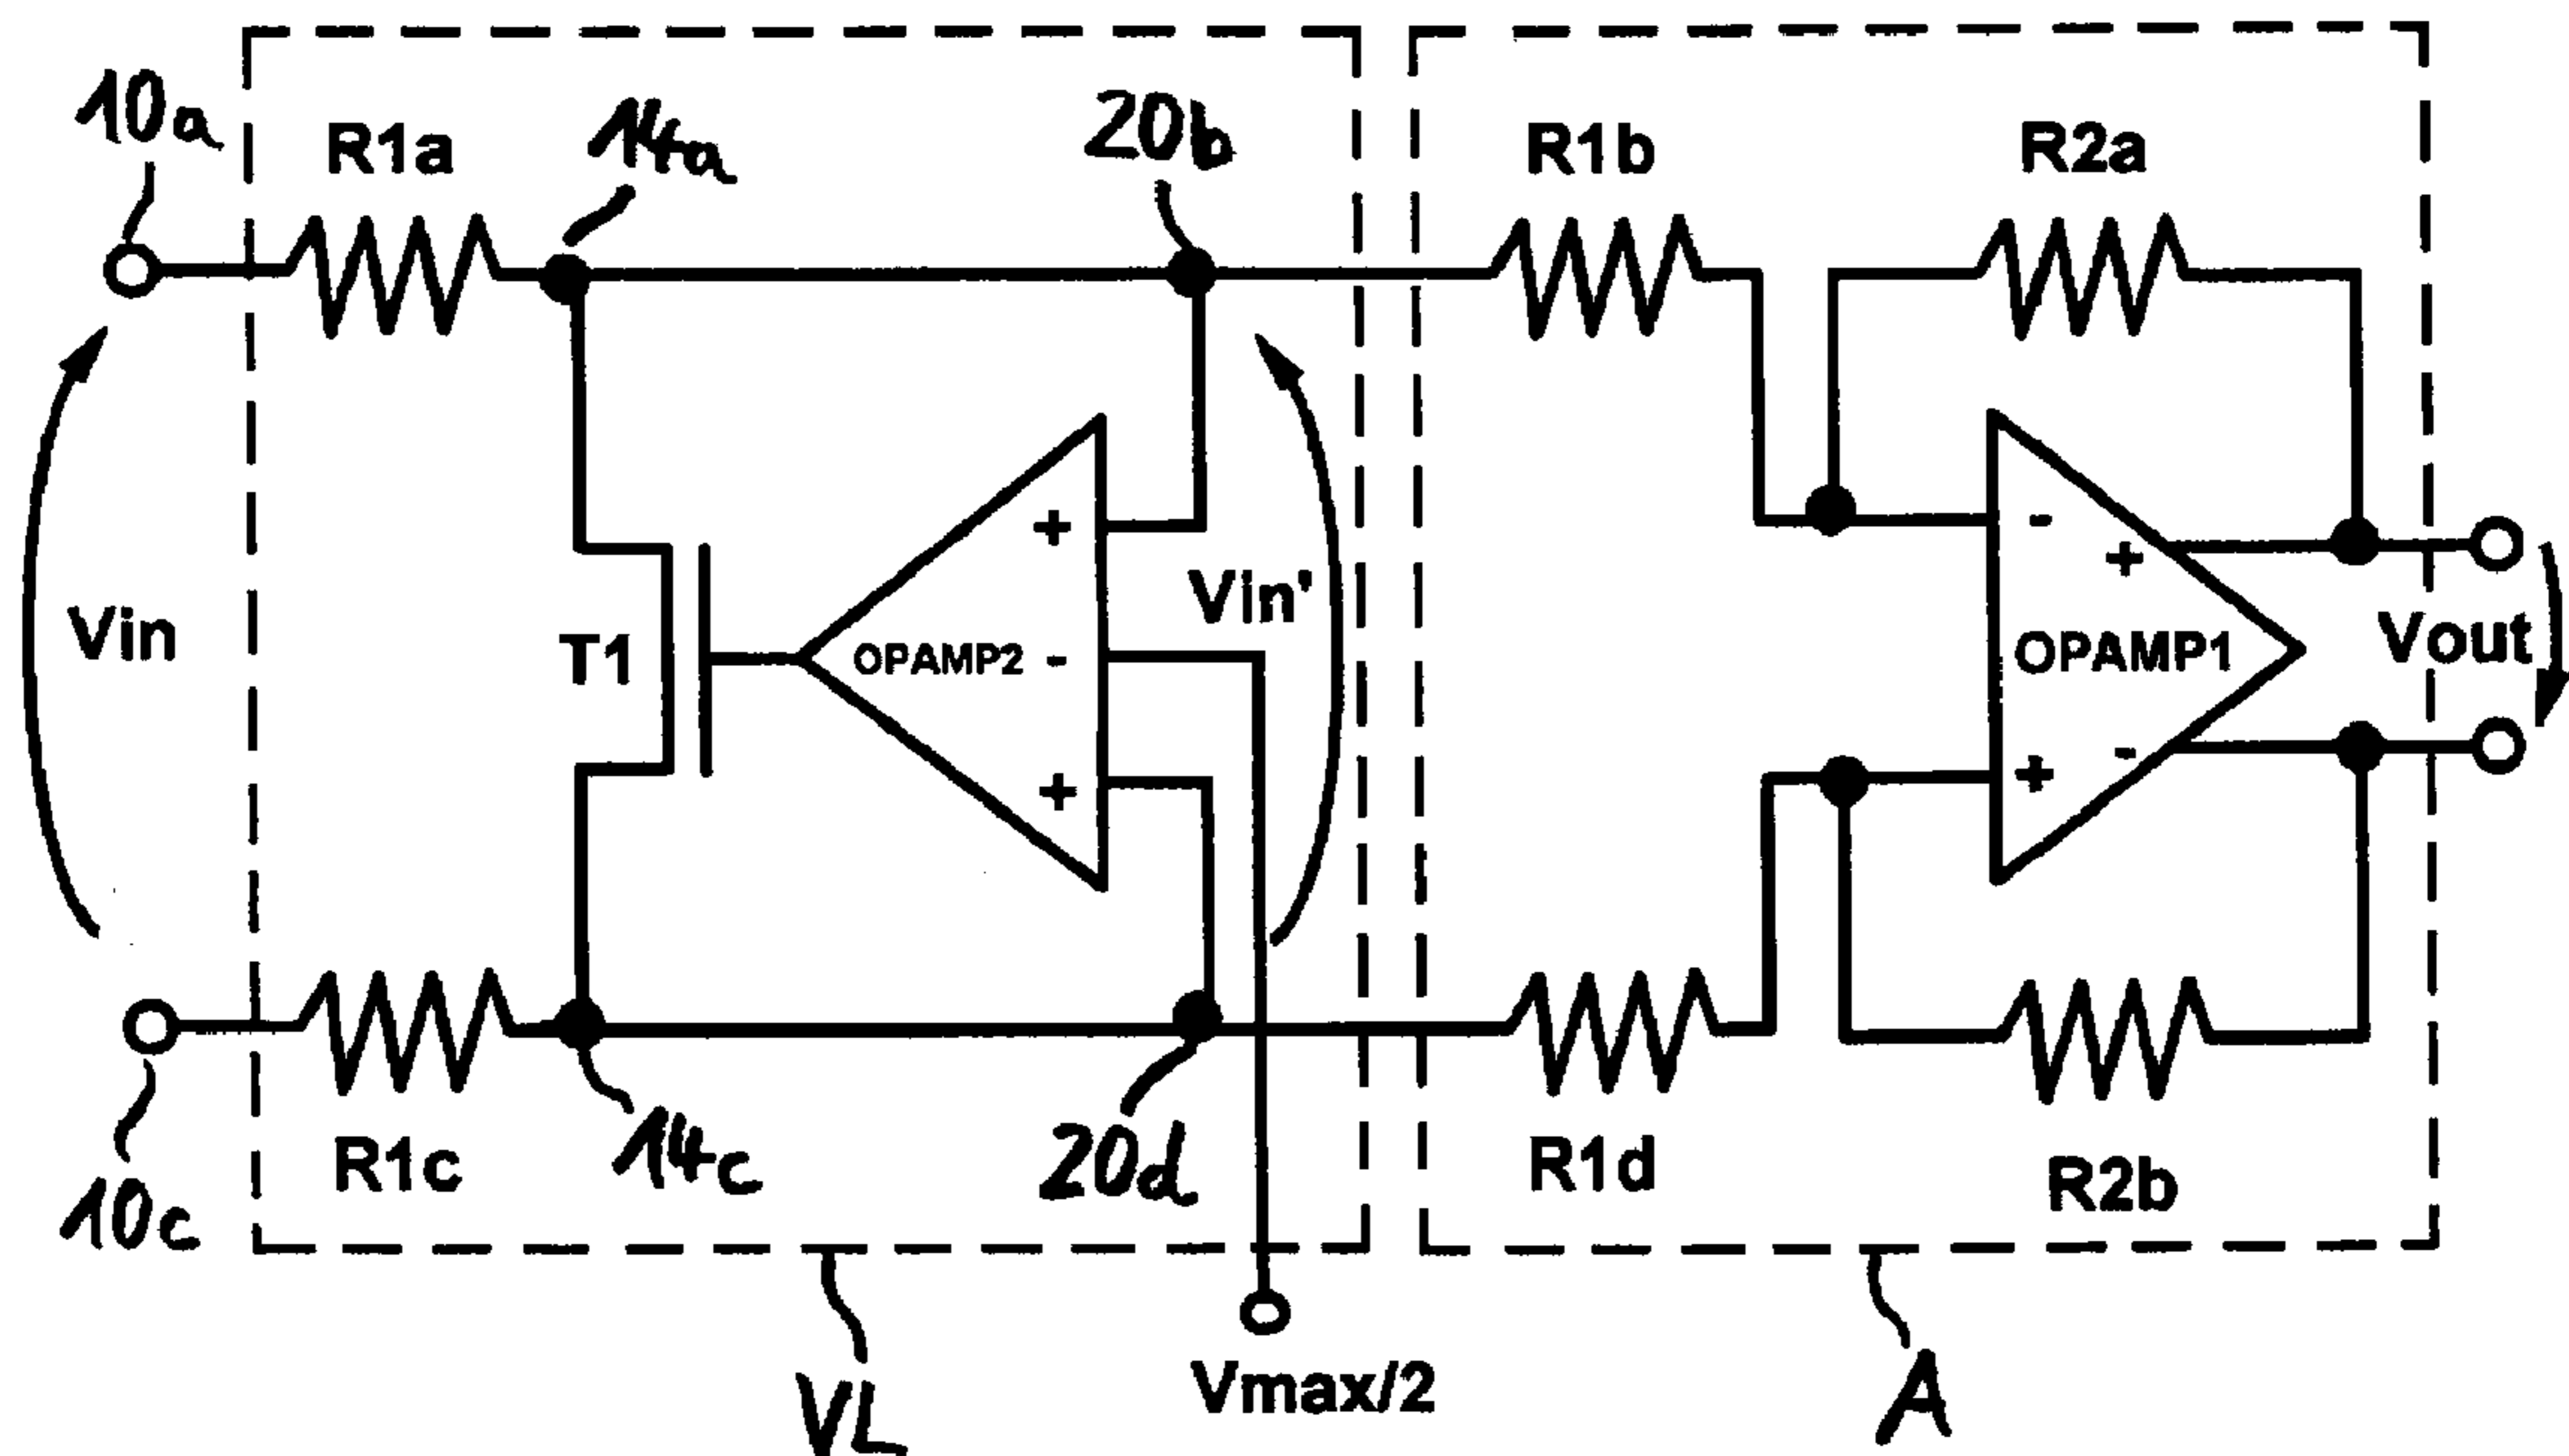 10a
R1a
14a
20b
R1b
R2a
+
-
Vin
T1
OPAMP2 -
Vin'
+
OPAMP1
Vout
+
+
-
R1c
14c
20d
R1d
R2b
10c
VL
Vmax/2
A